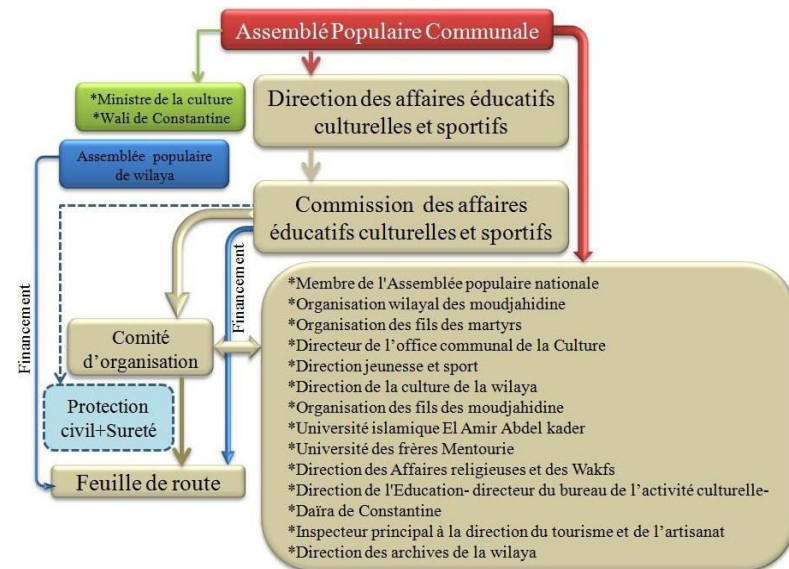 Assemblé Populaire Communale
*Ministre de la culture
*Wali de Constantine
Direction des affaires éducatifs
culturelles et sportifs
Assemblée populaire
de wilaya
Commission des affaires
éducatifs culturelles et sportifs
Financement
Financement
Comité
d’organisation
Protection
civil+Sureté
Feuille de route
*Membre de l'Assemblée populaire nationale
*Organisation wilayal des moudjahidine
*Organisation des fils des martyrs
*Directeur de l’office communal de la Culture
*Direction jeunesse et sport
*Direction de la culture de la wilaya
*Organisation des fils des moudjahidine
*Université islamique El Amir Abdel kader
*Université des frères Mentourie
*Direction des Affaires religieuses et des Wakfs
*Direction de l'Education- directeur du bureau de l’activité culturelle-
*Daïra de Constantine
*Inspecteur principal à la direction du tourisme et de l’artisanat
*Direction des archives de la wilaya